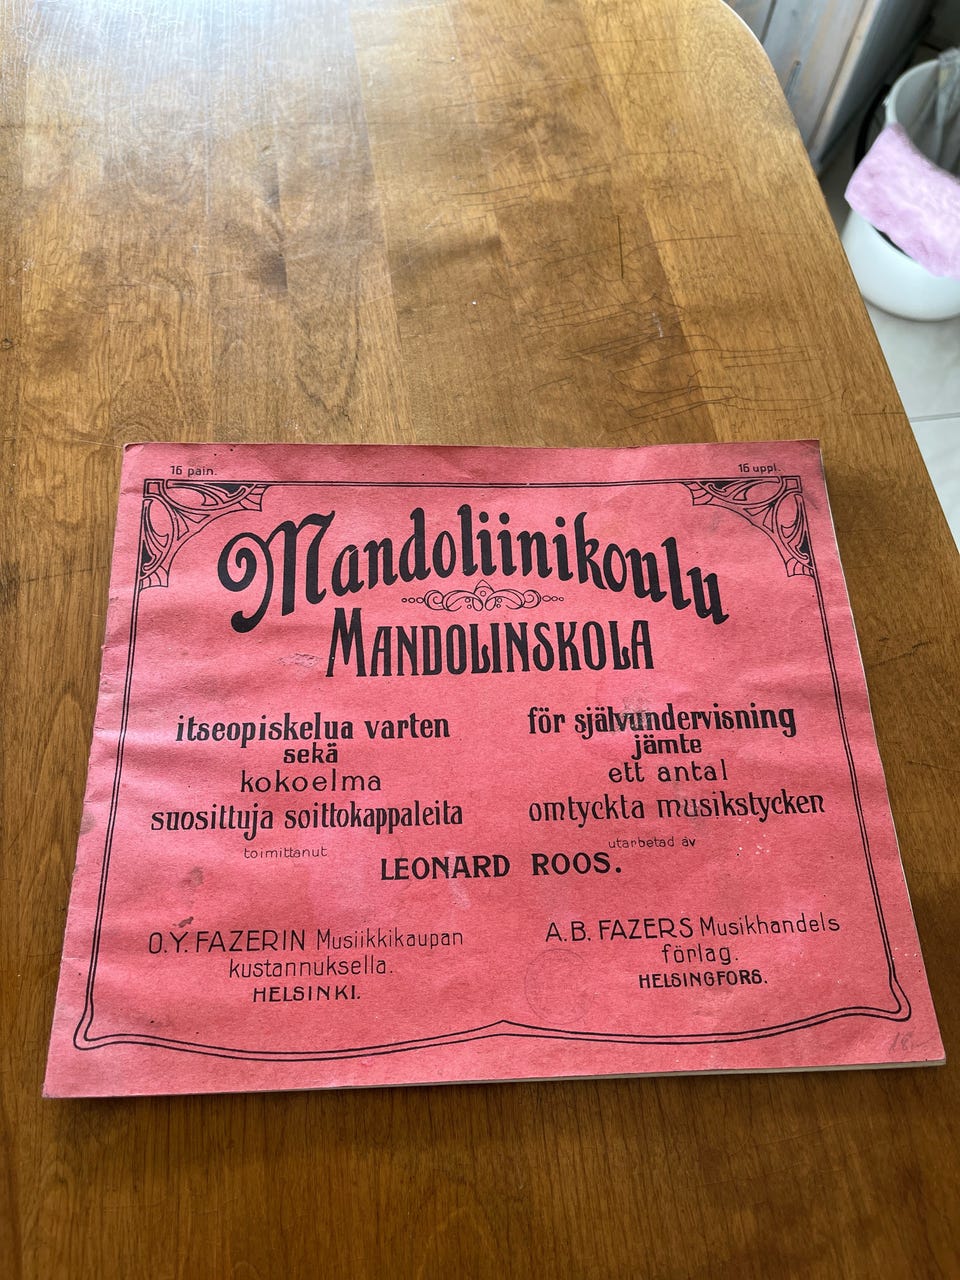 16 pain.
16 uppl.
Mandoliinikoulu
MANDOLINSKOLA
itseopiskelua varten
sekä
kokoelma
suosittuja soittokappaleita
toimittanut
för självundervisning
jämte
ett antal
omtyckta musikstycken
utarbetad av
LEONARD ROOS.
O.Y. FAZERIN Musiikkikaupan
kustannuksella.
HELSINKI.
A.B. FAZERS Musikhandels
förlag.
HELSINGFORS.